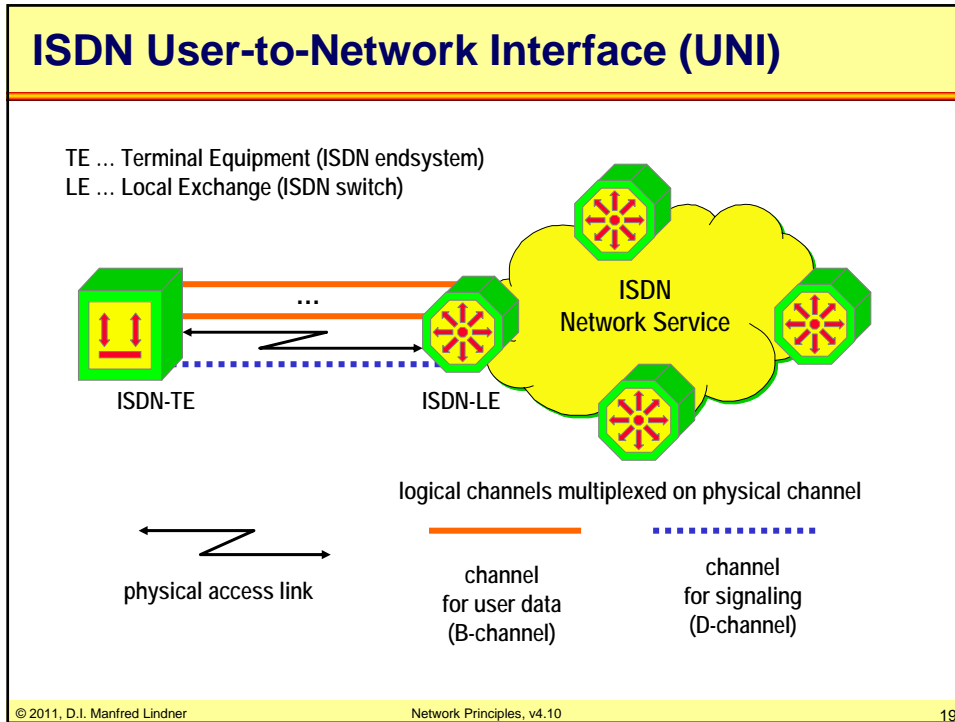 ISDN User-to-Network Interface (UNI)
TE … Terminal Equipment (ISDN endsystem)
LE … Local Exchange (ISDN switch)
ISDN
Network Service
...
ISDN-TE
ISDN-LE
logical channels multiplexed on physical channel
physical access link
channel
for user data
(B-channel)
channel
for signaling
(D-channel)
© 2011, D.I. Manfred Lindner
Network Principles, v4.10
19